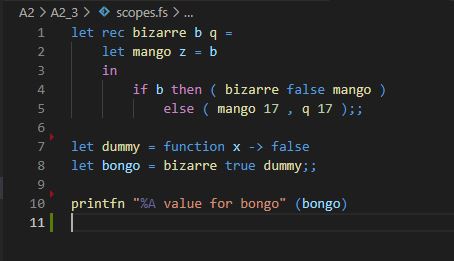 A2 > A2_3 > scopes.fs > ...
1 let rec bizarre b q =
2     let mango z = b
3     in
4         if b then ( bizarre false mango )
5             else ( mango 17 , q 17 );;
6
7 let dummy = function x -> false
8 let bongo = bizarre true dummy;;
9
10 printfn "%A value for bongo" (bongo)
11